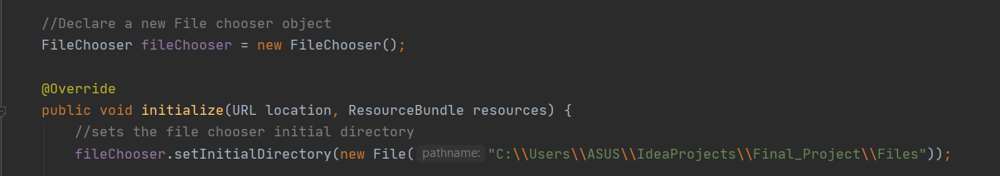 //Declare a new File chooser object
FileChooser fileChooser = new FileChooser();
@Override
public void initialize(URL location, ResourceBundle resources) {
//sets the file chooser initial directory
fileChooser.setInitialDirectory(new File( pathname: "C:\\Users\\ASUS\\IdeaProjects\\Final_Project\\Files"));